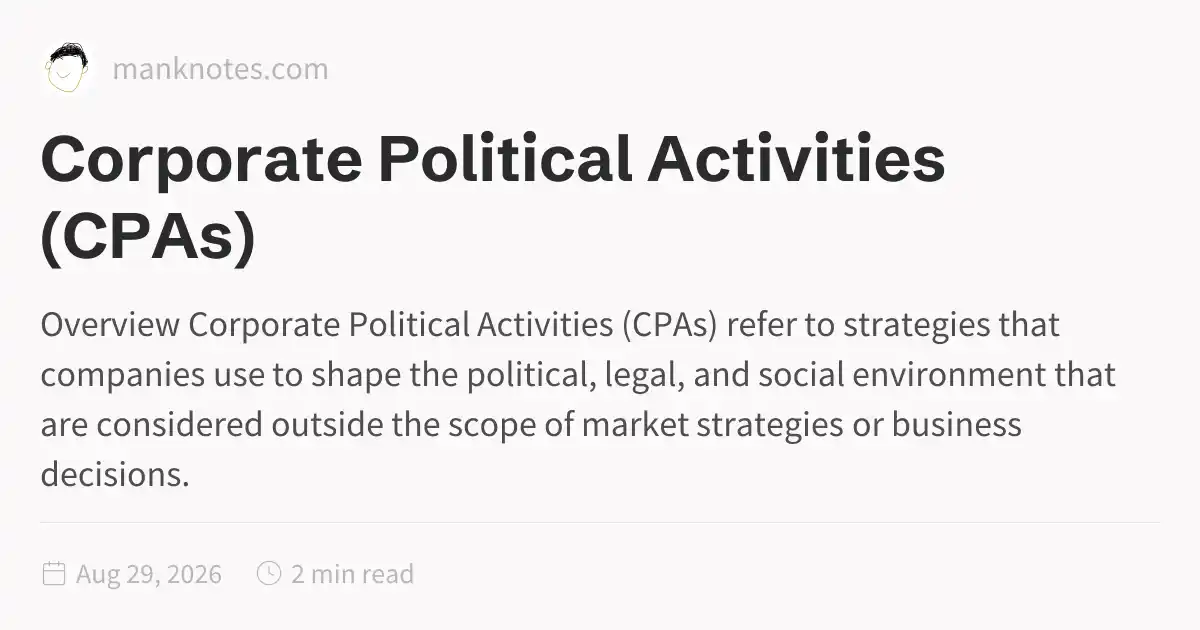 manknotes.com
Corporate Political Activities
(CPAs)
Overview Corporate Political Activities (CPAs) refer to strategies that
companies use to shape the political, legal, and social environment that
are considered outside the scope of market strategies or business
decisions.
Aug 29, 2026 2 min read